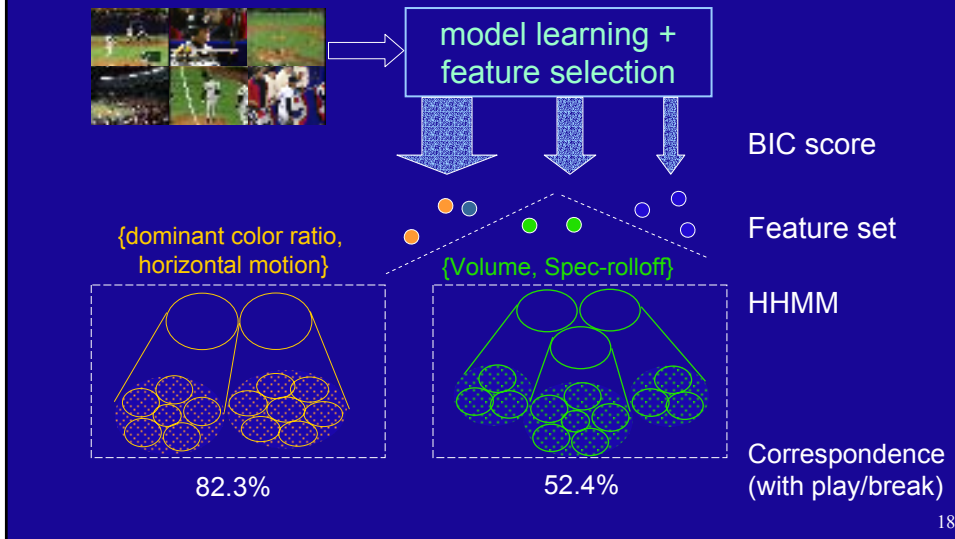 model learning +
feature selection
BIC score
Feature set
{dominant color ratio,
horizontal motion}
{Volume, Spec-rolloff}
HHMM
Correspondence
(with play/break)
82.3%
52.4%
18